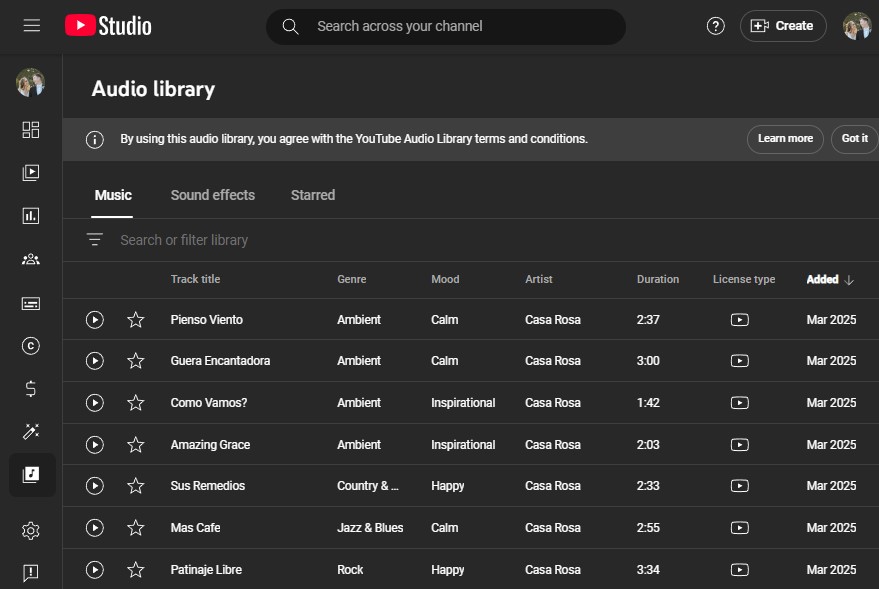 Studio
Search across your channel
Create
Audio library
By using this audio library, you agree with the YouTube Audio Library terms and conditions.
Learn more
Got it
Music Sound effects Starred
Search or filter library
Track title Genre Mood Artist Duration License type Added
Pienso Viento Ambient Calm Casa Rosa 2:37 Mar 2025
Guera Encantadora Ambient Calm Casa Rosa 3:00 Mar 2025
Como Vamos? Ambient Inspirational Casa Rosa 1:42 Mar 2025
Amazing Grace Ambient Inspirational Casa Rosa 2:03 Mar 2025
Sus Remedios Country & ... Happy Casa Rosa 2:33 Mar 2025
Mas Cafe Jazz & Blues Calm Casa Rosa 2:55 Mar 2025
Patinaje Libre Rock Happy Casa Rosa 3:34 Mar 2025